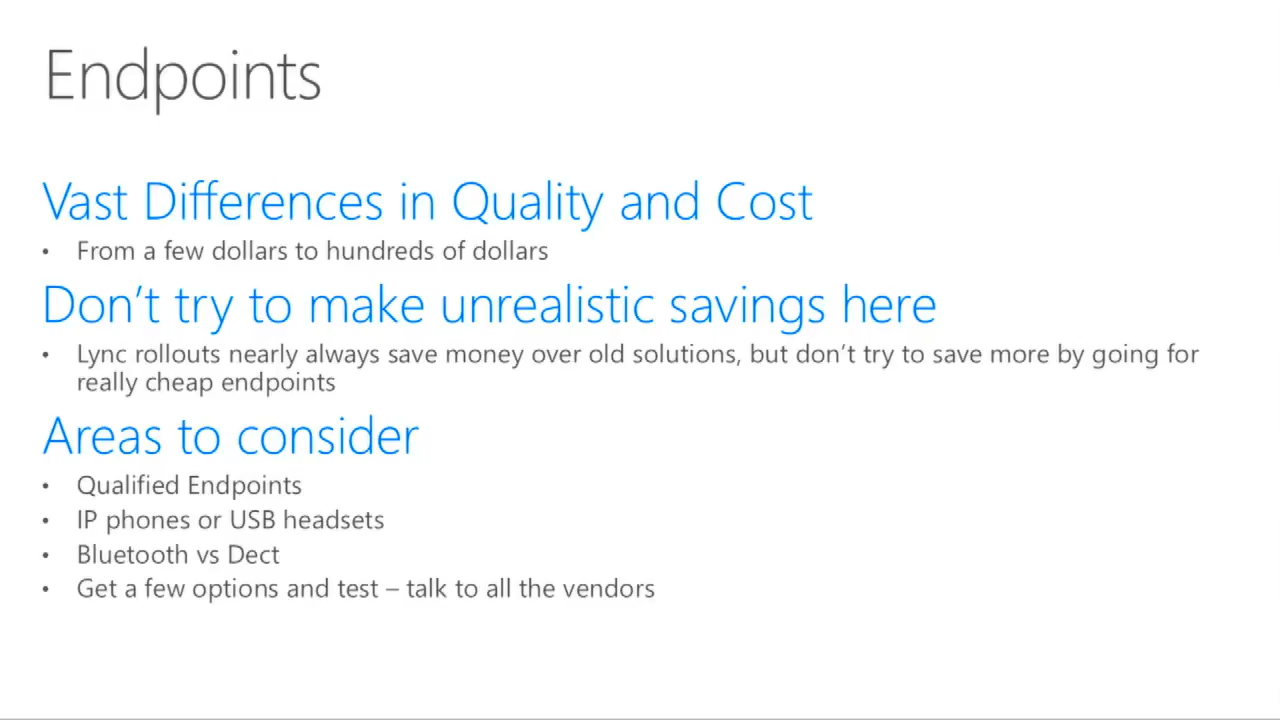 Endpoints
Vast Differences in Quality and Cost
• From a few dollars to hundreds of dollars
Don’t try to make unrealistic savings here
• Lync rollouts nearly always save money over old solutions, but don’t try to save more by going for
really cheap endpoints
Areas to consider
• Qualified Endpoints
• IP phones or USB headsets
• Bluetooth vs Dect
• Get a few options and test – talk to all the vendors